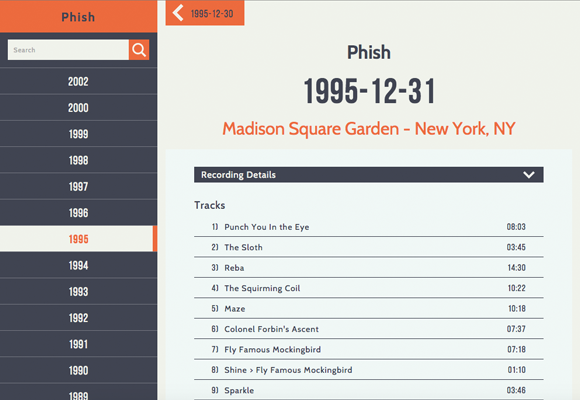 Phish
Search
2002
2000
1999
1998
1997
1996
1995
1994
1993
1992
1991
1990
1989
1995-12-30
Phish
1995-12-31
Madison Square Garden - New York, NY
Recording Details
Tracks
1) Punch You In the Eye 08:03
2) The Sloth 03:45
3) Reba 14:30
4) The Squirming Coil 10:22
5) Maze 10:18
6) Colonel Forbin's Ascent 07:37
7) Fly Famous Mockingbird 07:18
8) Shine > Fly Famous Mockingbird 01:10
9) Sparkle 03:46